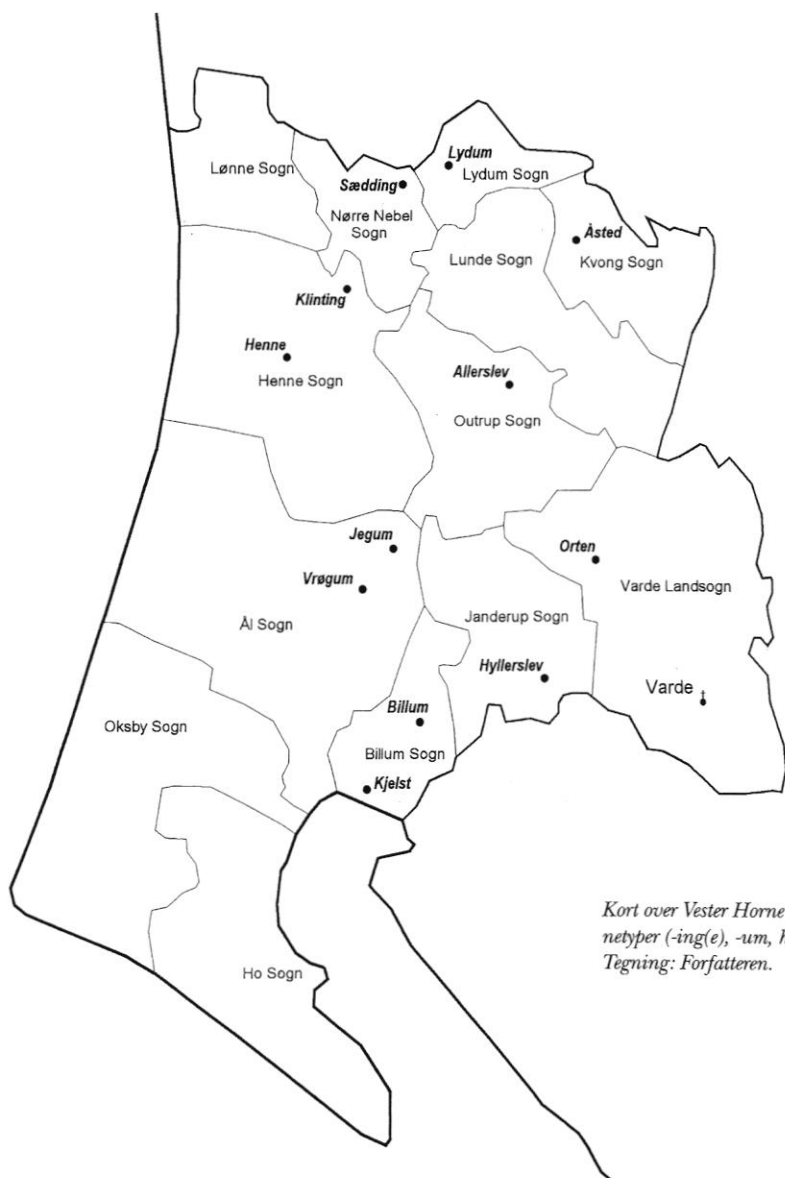 Lydum
Lydum Sogn
Lønne Sogn
Sædding
Nørre Nebel
Sogn
Åsted
Kvong Sogn
Lunde Sogn
Klinting
Henne
Henne Sogn
Allerslev
Outrup Sogn
Jegum
Orten
Vrøgum
Varde Landsogn
Ål Sogn
Janderup Sogn
Hyllerslev
Varde
Oksby Sogn
Billum
Billum Sogn
Kjelst
Kort over Vester Horne
netyper (-ing(e), -um, h
Tegning: Forfatteren.
Ho Sogn